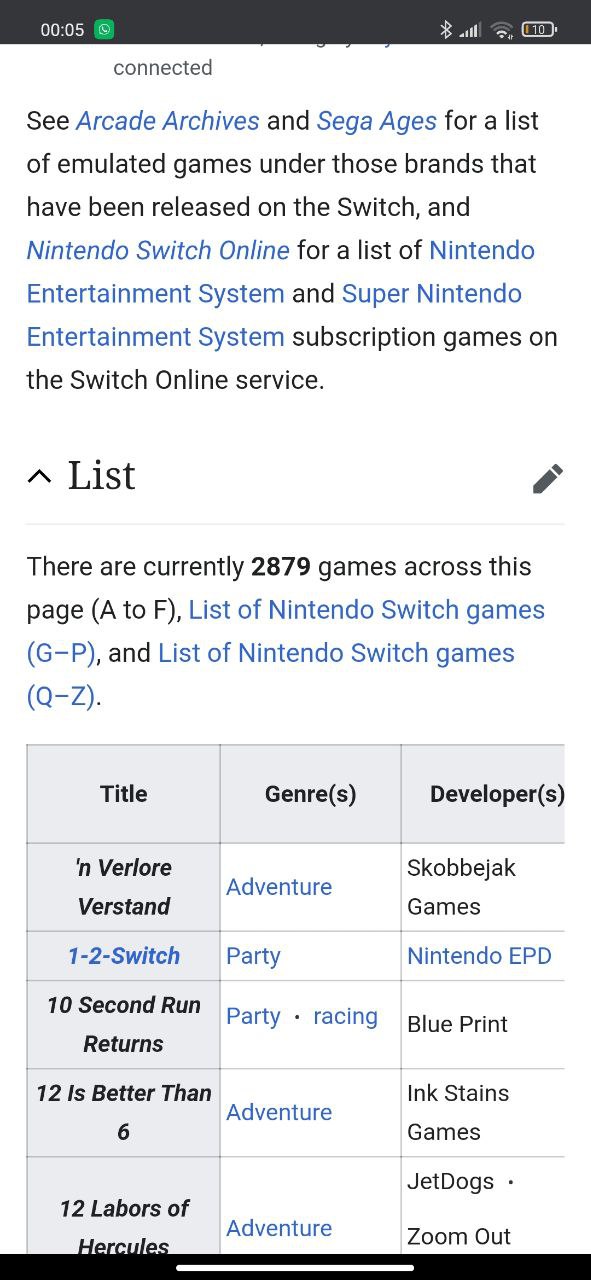 00:05
10
connected
See Arcade Archives and Sega Ages for a list
of emulated games under those brands that
have been released on the Switch, and
Nintendo Switch Online for a list of Nintendo
Entertainment System and Super Nintendo
Entertainment System subscription games on
the Switch Online service.
List
There are currently 2879 games across this
page (A to F), List of Nintendo Switch games
(G–P), and List of Nintendo Switch games
(Q–Z).
Title Genre(s) Developer(s)
'n Verlore
Verstand
Adventure
Skobbejak
Games
1-2-Switch Party Nintendo EPD
10 Second Run
Returns
Party · racing
Blue Print
12 Is Better Than
6
Adventure
Ink Stains
Games
12 Labors of
Hercules
Adventure
JetDogs ·
Zoom Out